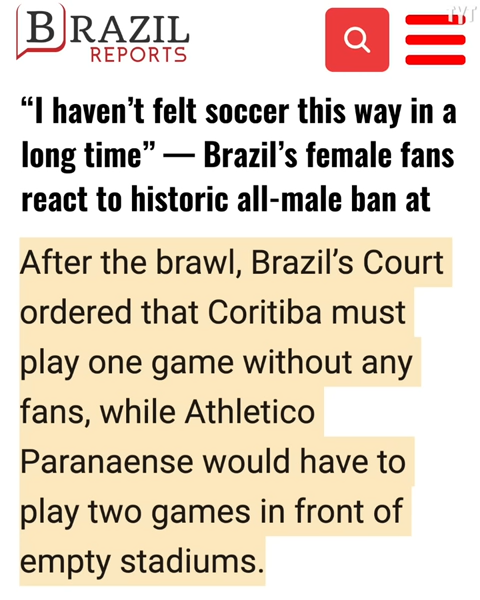 BRAZIL
REPORTS
TYT
“I haven’t felt soccer this way in a
long time” — Brazil’s female fans
react to historic all-male ban at
After the brawl, Brazil’s Court
ordered that Coritiba must
play one game without any
fans, while Athletico
Paranaense would have to
play two games in front of
empty stadiums.